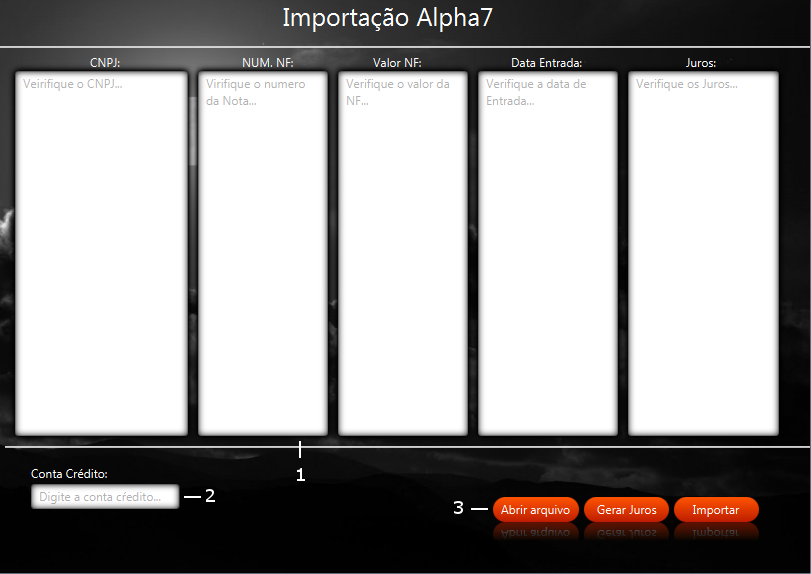 Importação Alpha7
CNPJ: NUM. NF: Valor NF: Data Entrada: Juros:
Veirifique o CNPJ... Virifique o numero Verifique o valor da Verifique a data de Verifique os Juros...
da Nota... NF... Entrada...
1
Conta Crédito:
Digite a conta cŕedito... 2
3 Abrir arquivo Gerar Juros Importar